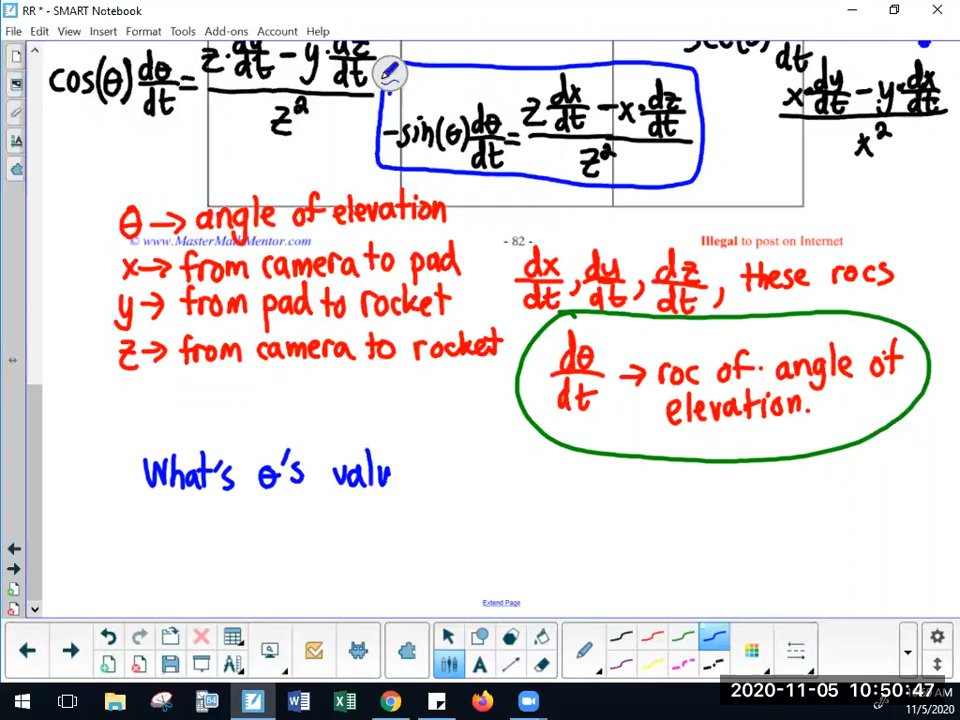 RR * - SMART Notebook
File Edit View Insert Format Tools Add-ons Account Window Help
cos(θ) dθ/dt = (z · dy/dt - y · dz/dt) / z²
-sin(θ) dθ/dt = (z dx/dt - x · dz/dt) / z²
dt
(x · dy/dt - y · dx/dt) / x²
© www.MasterMathMentor.com - 82 - Illegal to post on Internet
θ → angle of elevation
x → from camera to pad
y → from pad to rocket
z → from camera to rocket
dx/dt, dy/dt, dz/dt, these rocs
dθ/dt → roc of angle of
elevation.
What's θ's valu
Extend Page
2020-11-05 10:50:47
11/5/2020